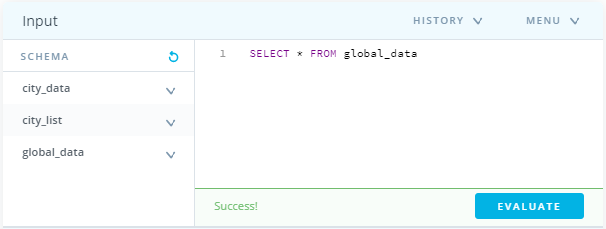 Input HISTORY MENU
SCHEMA
1 SELECT * FROM global_data
city_data
city_list
global_data
Success! EVALUATE